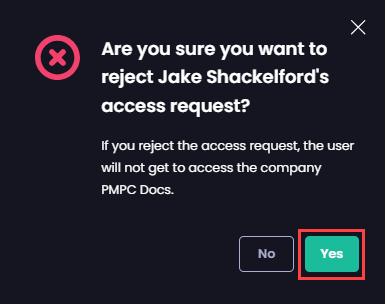 Are you sure you want to
reject Jake Shackelford's
access request?
If you reject the access request, the user
will not get to access the company
PMPC Docs.
No
Yes